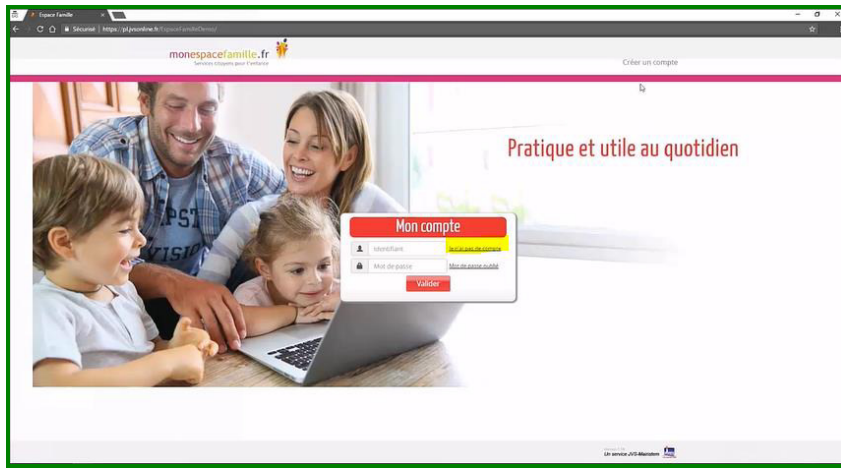 Espace Famille
Sécurisé | https://pl.jvsonline.fr/EspaceFamilleDemo/
monespacefamille.fr
Services citoyens pour l'enfance
Créer un compte
Pratique et utile au quotidien
Mon compte
Identifiant
Je n'ai pas de compte
Mot de passe
Mot de passe oublié
Valider
Un service JVS-Mairistem